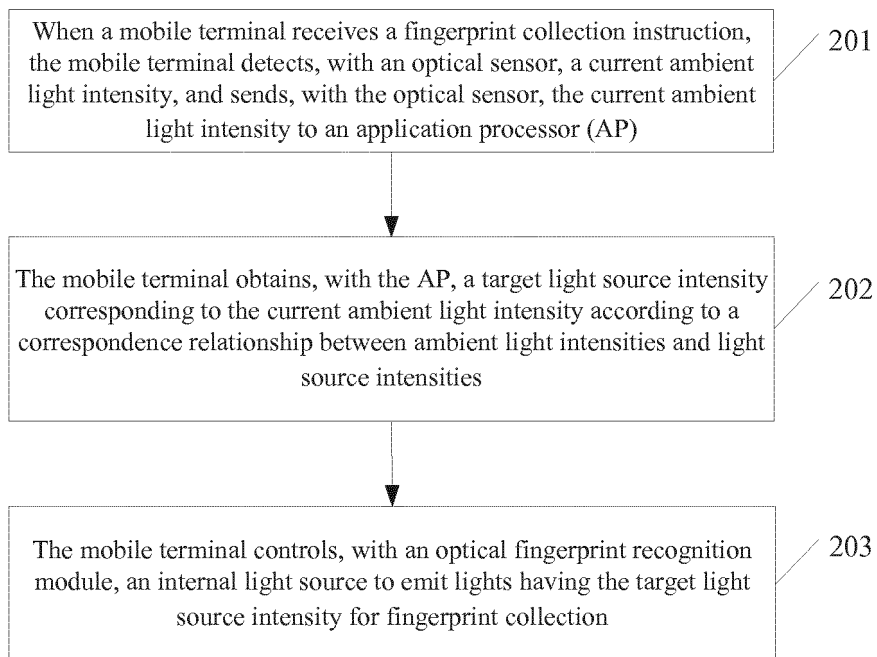 When a mobile terminal receives a fingerprint collection instruction,
the mobile terminal detects, with an optical sensor, a current ambient
light intensity, and sends, with the optical sensor, the current ambient
light intensity to an application processor (AP)
201
The mobile terminal obtains, with the AP, a target light source intensity
corresponding to the current ambient light intensity according to a
correspondence relationship between ambient light intensities and light
source intensities
202
The mobile terminal controls, with an optical fingerprint recognition
module, an internal light source to emit lights having the target light
source intensity for fingerprint collection
203